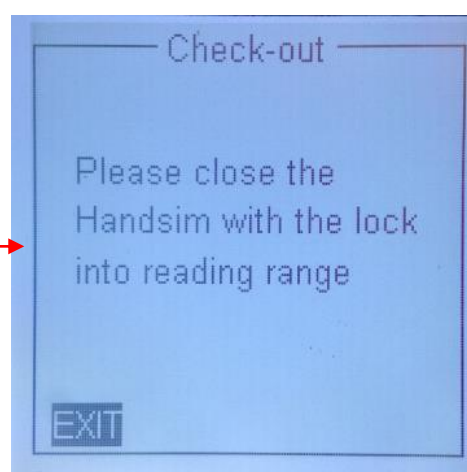 Check-out
Please close the
Handsim with the lock
into reading range
EXIT